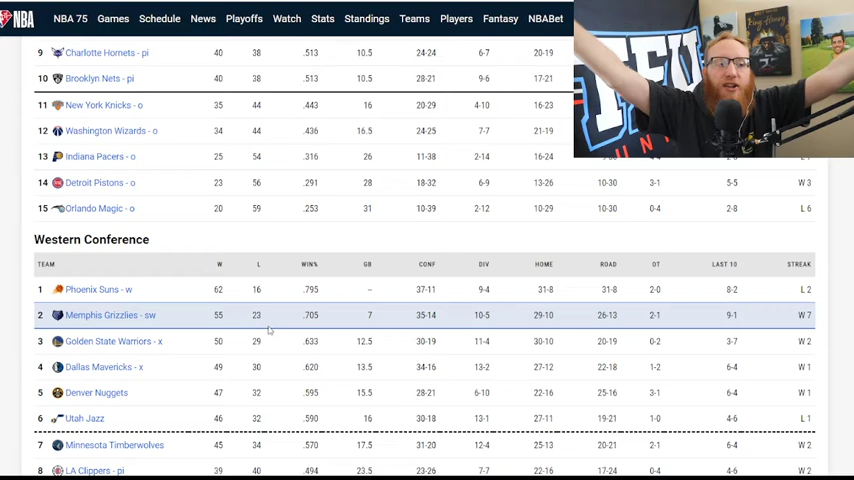 NBA NBA 75 Games Schedule News Playoffs Watch Stats Standings Teams Players Fantasy NBABet
9 Charlotte Hornets - pi 40 38 .513 10.5 24-24 6-7 20-19
10 Brooklyn Nets - pi 40 38 .513 10.5 28-21 9-6 17-21
11 New York Knicks - o 35 44 .443 16 20-29 4-10 16-23
12 Washington Wizards - o 34 44 .436 16.5 24-25 7-7 21-19
13 Indiana Pacers - o 25 54 .316 28 11-38 2-14 16-24
14 Detroit Pistons - o 23 56 .291 28 18-32 6-9 13-26 10-30 3-1 5-5 W 3
15 Orlando Magic - o 20 59 .253 31 10-39 2-12 10-29 10-30 0-4 2-8 L 6
Western Conference
TEAM W L WIN% GB CONF DIV HOME ROAD OT LAST 10 STREAK
1 Phoenix Suns - w 62 16 .795 – 37-11 9-4 31-8 31-8 2-0 8-2 L 2
2 Memphis Grizzlies - sw 55 23 .705 7 35-14 10-5 29-10 26-13 2-1 9-1 W 7
3 Golden State Warriors - x 50 29 .633 12.5 30-19 11-4 30-10 20-19 0-2 3-7 W 2
4 Dallas Mavericks - x 49 30 .620 13.5 34-16 13-2 27-12 22-18 1-2 6-4 W 1
5 Denver Nuggets 47 32 .595 15.5 28-21 6-10 22-16 25-16 3-1 6-4 W 1
6 Utah Jazz 46 32 .590 16 30-18 13-1 27-11 19-21 1-0 4-6 L 1
7 Minnesota Timberwolves 45 34 .570 17.5 31-20 12-4 25-13 20-21 2-1 6-4 W 2
8 LA Clippers - pi 39 40 .494 23.5 23-26 7-7 22-16 17-24 0-4 4-6 W 2